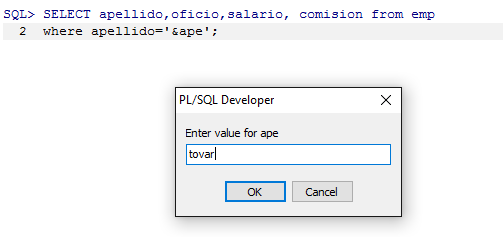 SQL> SELECT apellido,oficio,salario, comision from emp
2 where apellido='&ape';
PL/SQL Developer
Enter value for ape
tovar
OK Cancel